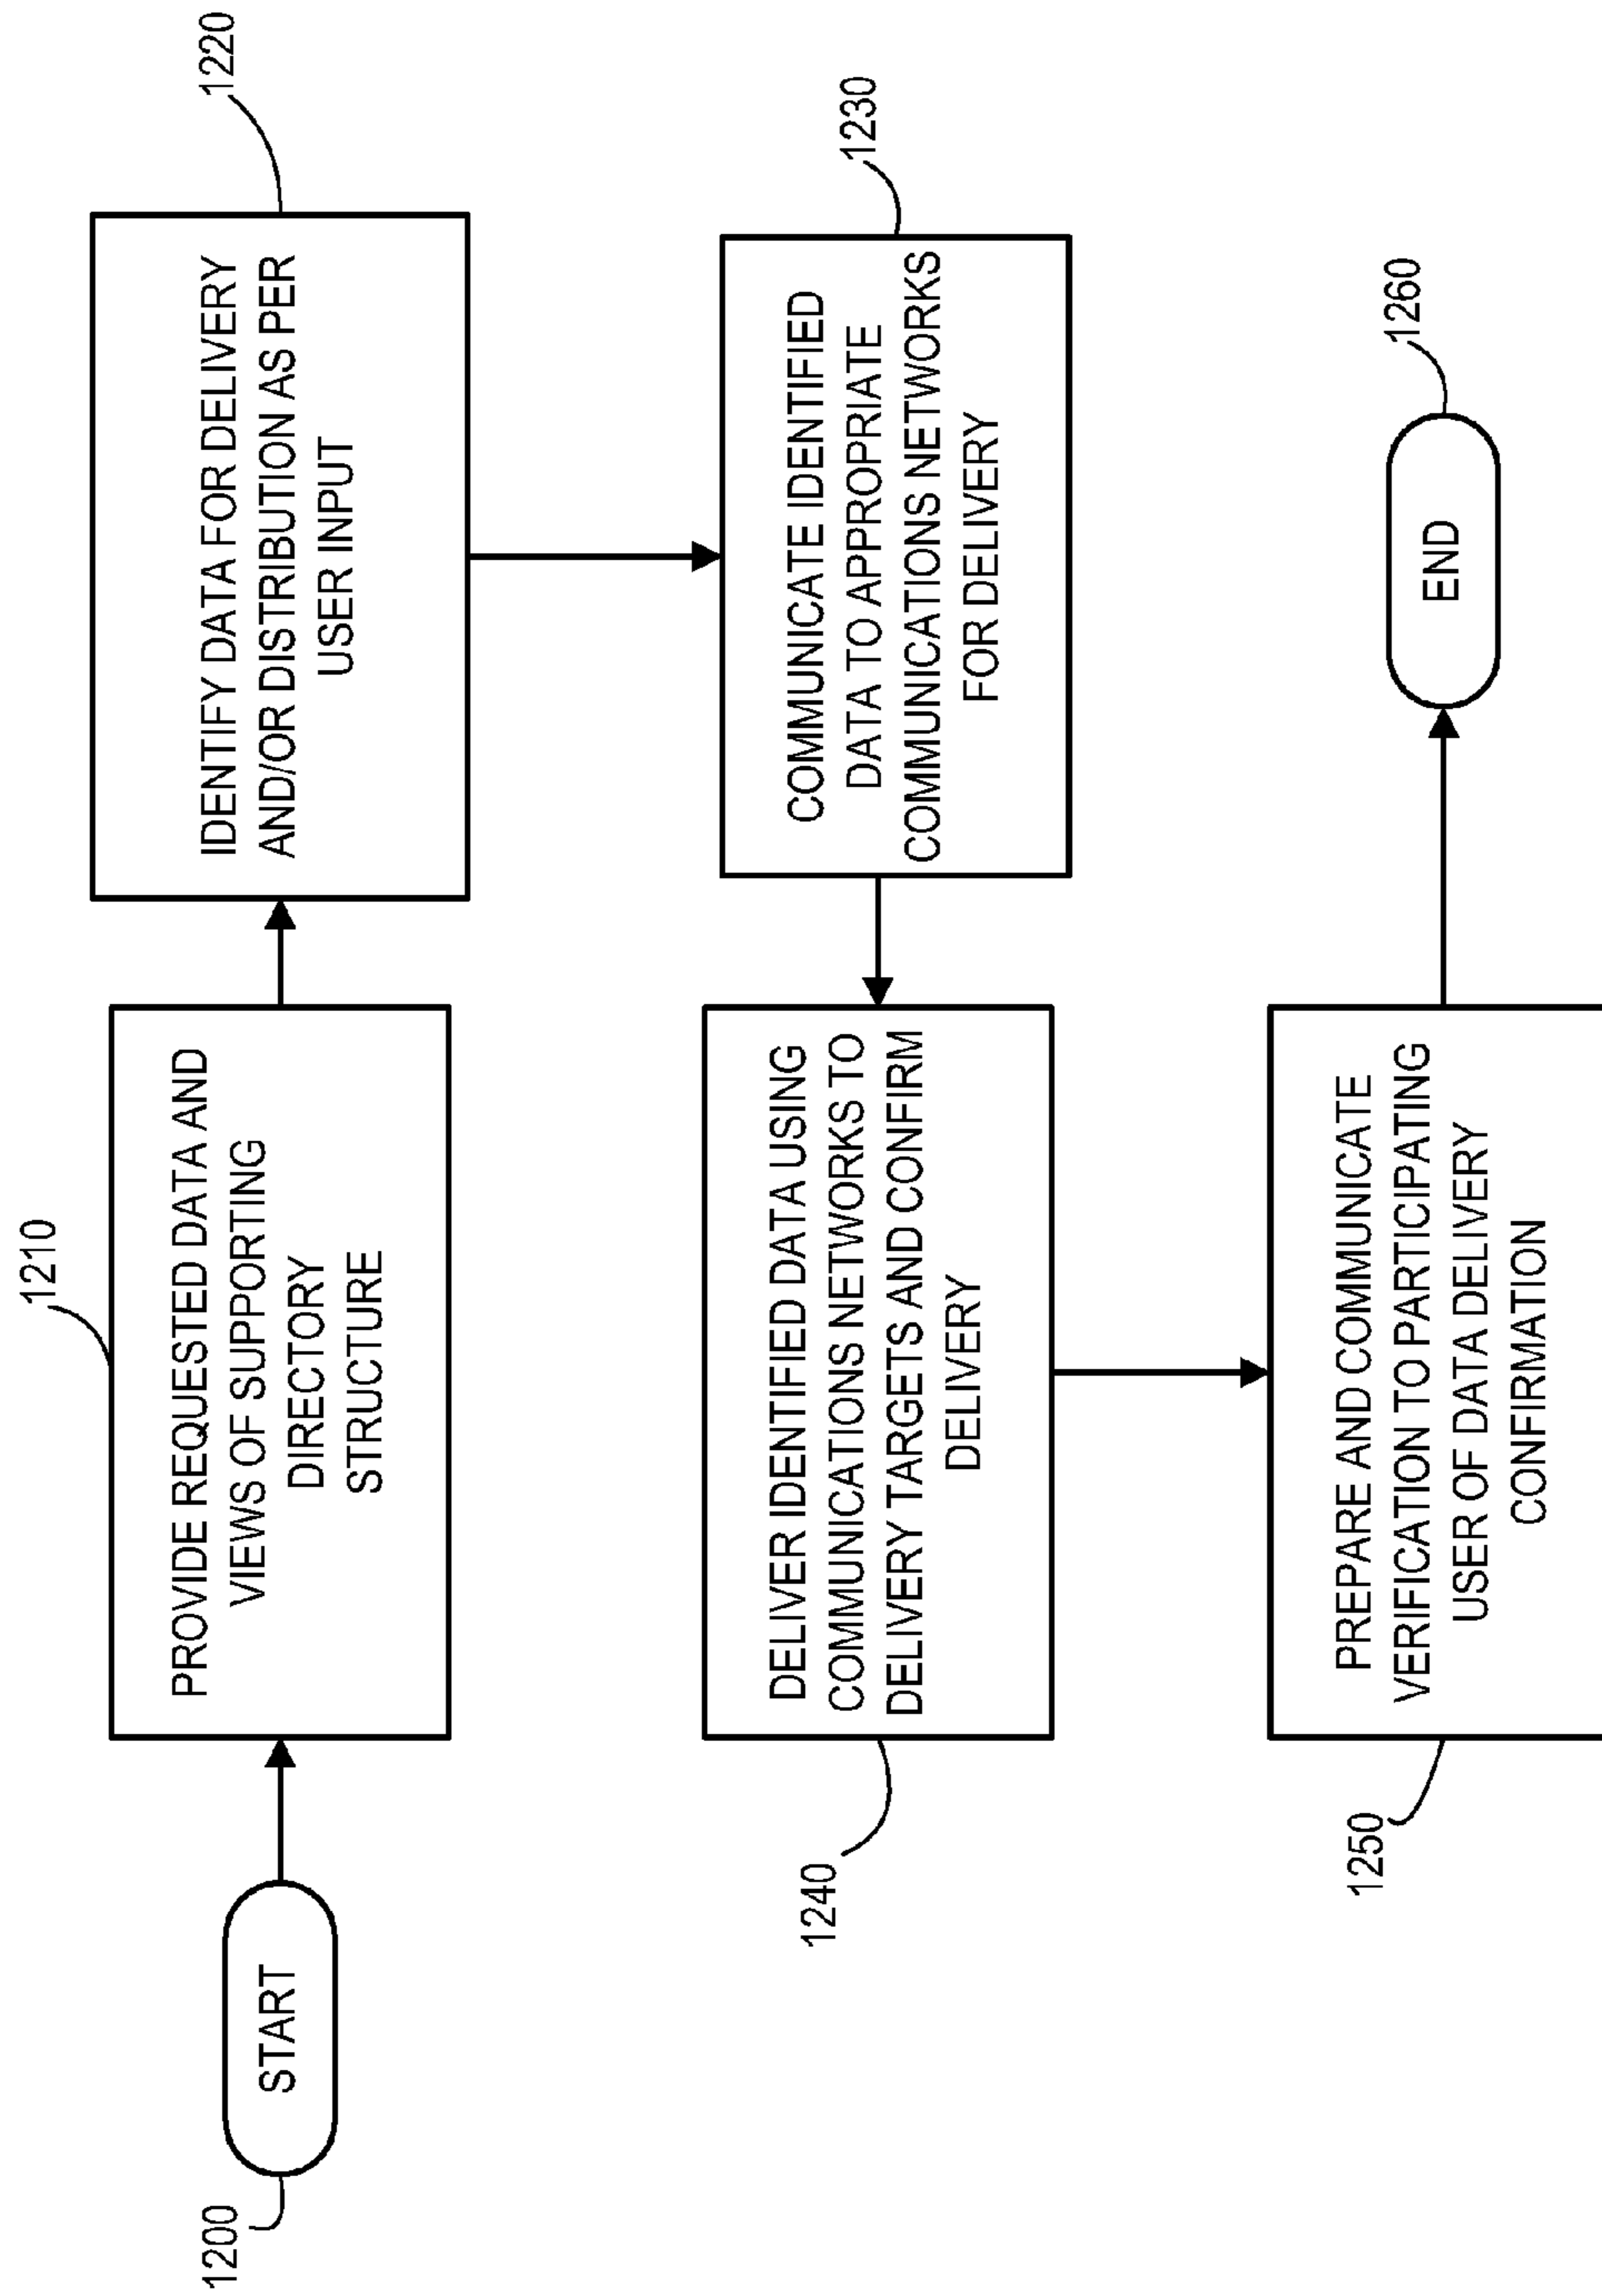 1200
START
1210
PROVIDE REQUESTED DATA AND
VIEWS OF SUPPORTING
DIRECTORY
STRUCTURE
1220
IDENTIFY DATA FOR DELIVERY
AND/OR DISTRIBUTION AS PER
USER INPUT
1230
COMMUNICATE IDENTIFIED
DATA TO APPROPRIATE
COMMUNICATIONS NETWORKS
FOR DELIVERY
1240
DELIVER IDENTIFIED DATA USING
COMMUNICATIONS NETWORKS TO
DELIVERY TARGETS AND CONFIRM
DELIVERY
1250
PREPARE AND COMMUNICATE
VERIFICATION TO PARTICIPATING
USER OF DATA DELIVERY
CONFIRMATION
1260
END